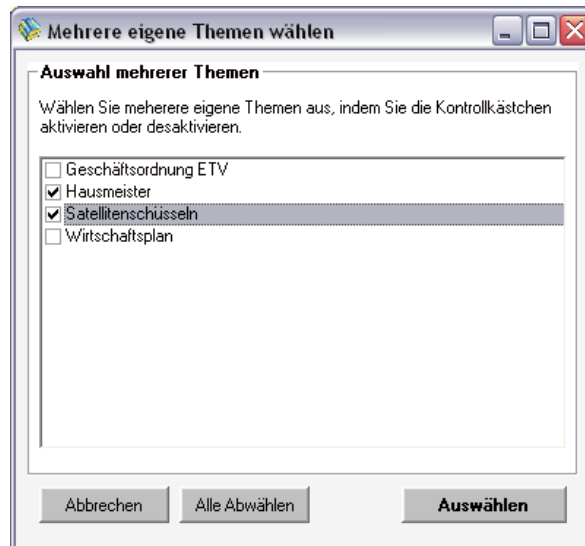 Mehrere eigene Themen wählen
Auswahl mehrerer Themen
Wählen Sie meherere eigene Themen aus, indem Sie die Kontrollkästchen
aktivieren oder desaktivieren.
Geschäftsordnung ETV
Hausmeister
Satellitenschüsseln
Wirtschaftsplan
Abbrechen
Alle Abwählen
Auswählen